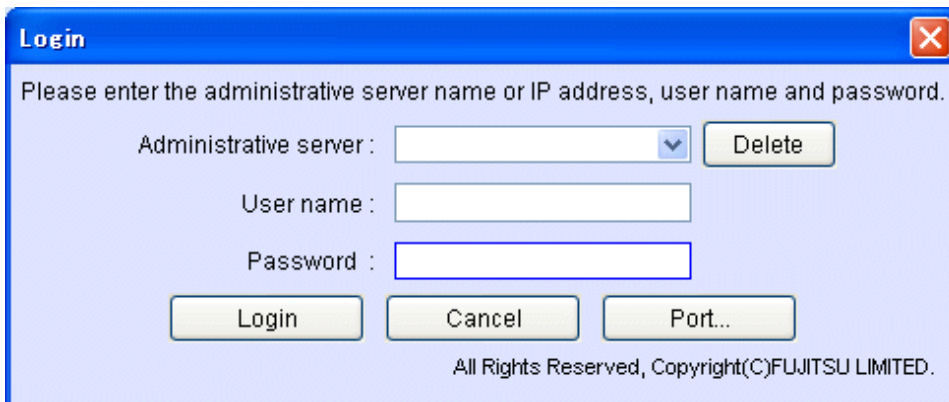 Login
Please enter the administrative server name or IP address, user name and password.
Administrative server : Delete
User name :
Password :
Login Cancel Port...
All Rights Reserved, Copyright(C)FUJITSU LIMITED.